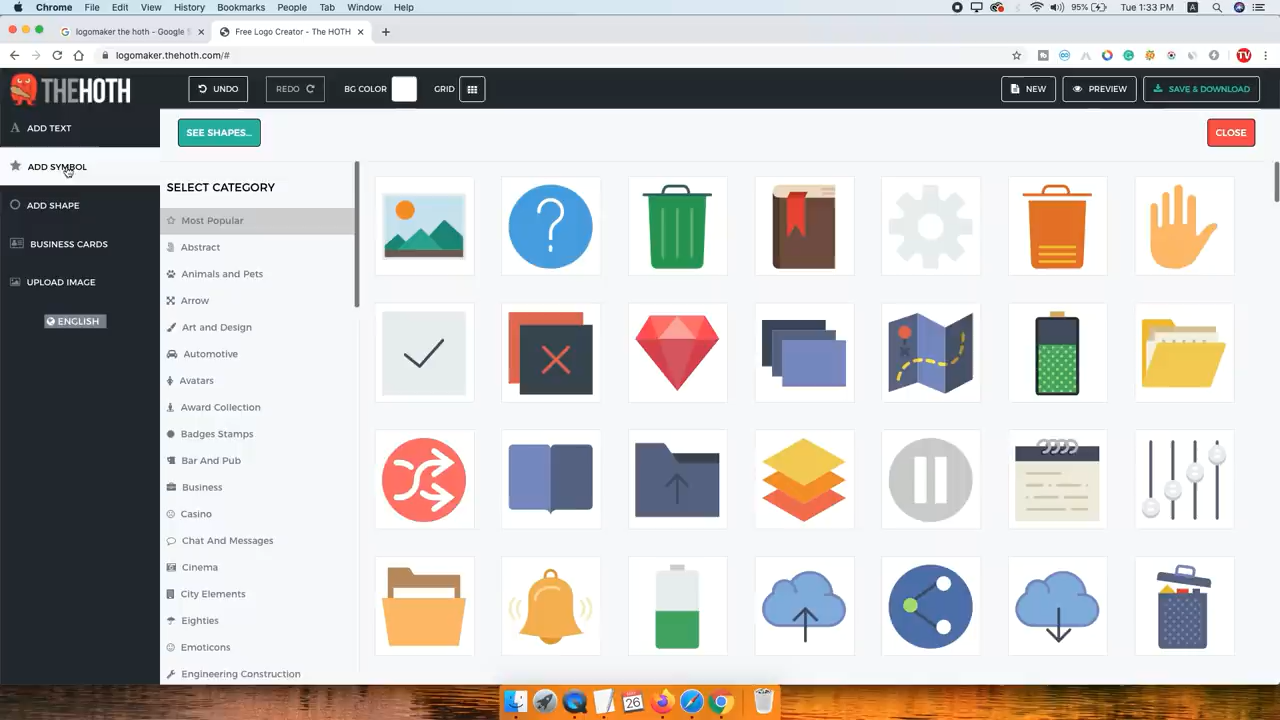 Chrome File Edit View History Bookmarks People Tab Window Help 95% Tue 1:33 PM
logomaker the hoth - Google S Free Logo Creator - The HOTH
logomaker.thehoth.com/#
THEHOTH UNDO REDO BG COLOR GRID NEW PREVIEW SAVE & DOWNLOAD
ADD TEXT
SEE SHAPES...
CLOSE
ADD SYMBOL
ADD SHAPE
BUSINESS CARDS
UPLOAD IMAGE
ENGLISH
SELECT CATEGORY
Most Popular
Abstract
Animals and Pets
Arrow
Art and Design
Automotive
Avatars
Award Collection
Badges Stamps
Bar And Pub
Business
Casino
Chat And Messages
Cinema
City Elements
Eighties
Emoticons
Engineering Construction
26